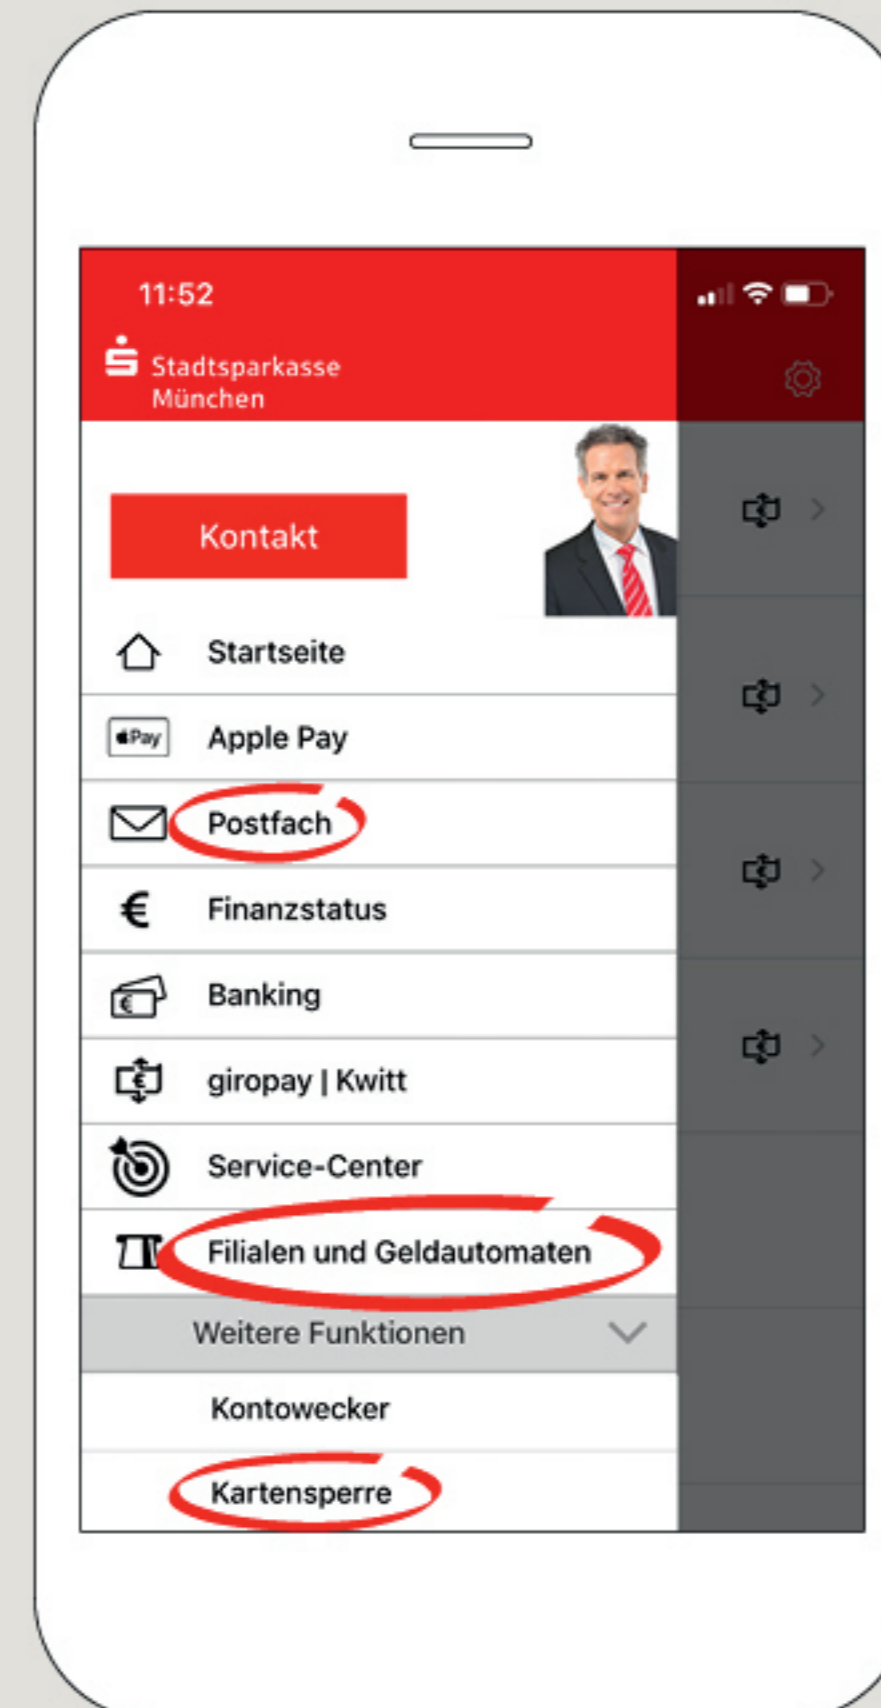 11:52
Stadtsparkasse
München
Kontakt
Startseite
Pay Apple Pay
Postfach
€ Finanzstatus
Banking
giropay | Kwitt
Service-Center
Filialen und Geldautomaten
Weitere Funktionen
Kontowecker
Kartensperre